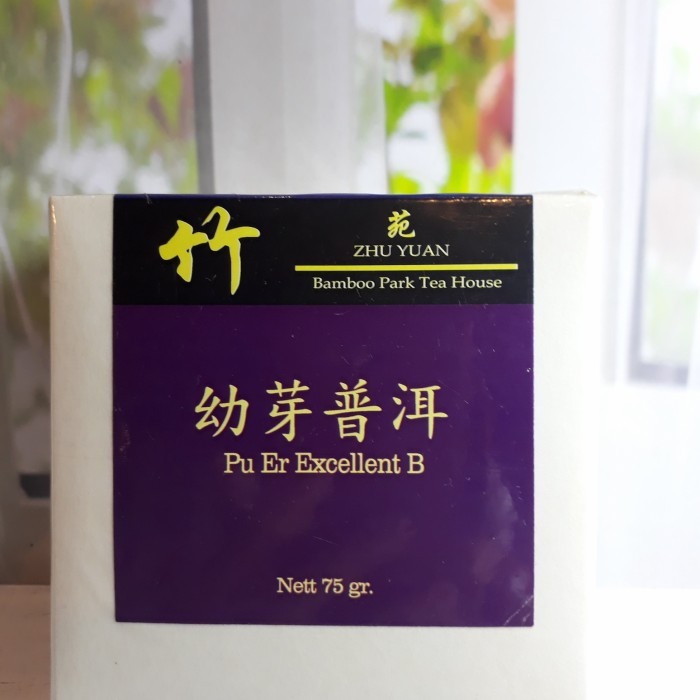 竹
苑
ZHU YUAN
Bamboo Park Tea House
幼芽普洱
Pu Er Excellent B
Nett 75 gr.